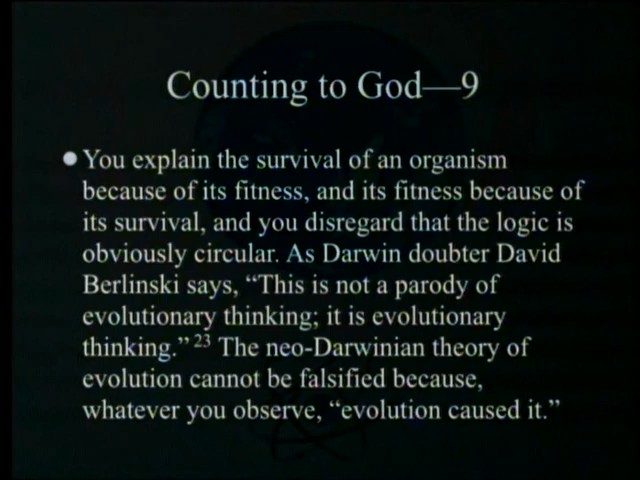 Counting to God—9
● You explain the survival of an organism
because of its fitness, and its fitness because of
its survival, and you disregard that the logic is
obviously circular. As Darwin doubter David
Berlinski says, “This is not a parody of
evolutionary thinking; it is evolutionary
thinking.” 23 The neo-Darwinian theory of
evolution cannot be falsified because,
whatever you observe, “evolution caused it.”